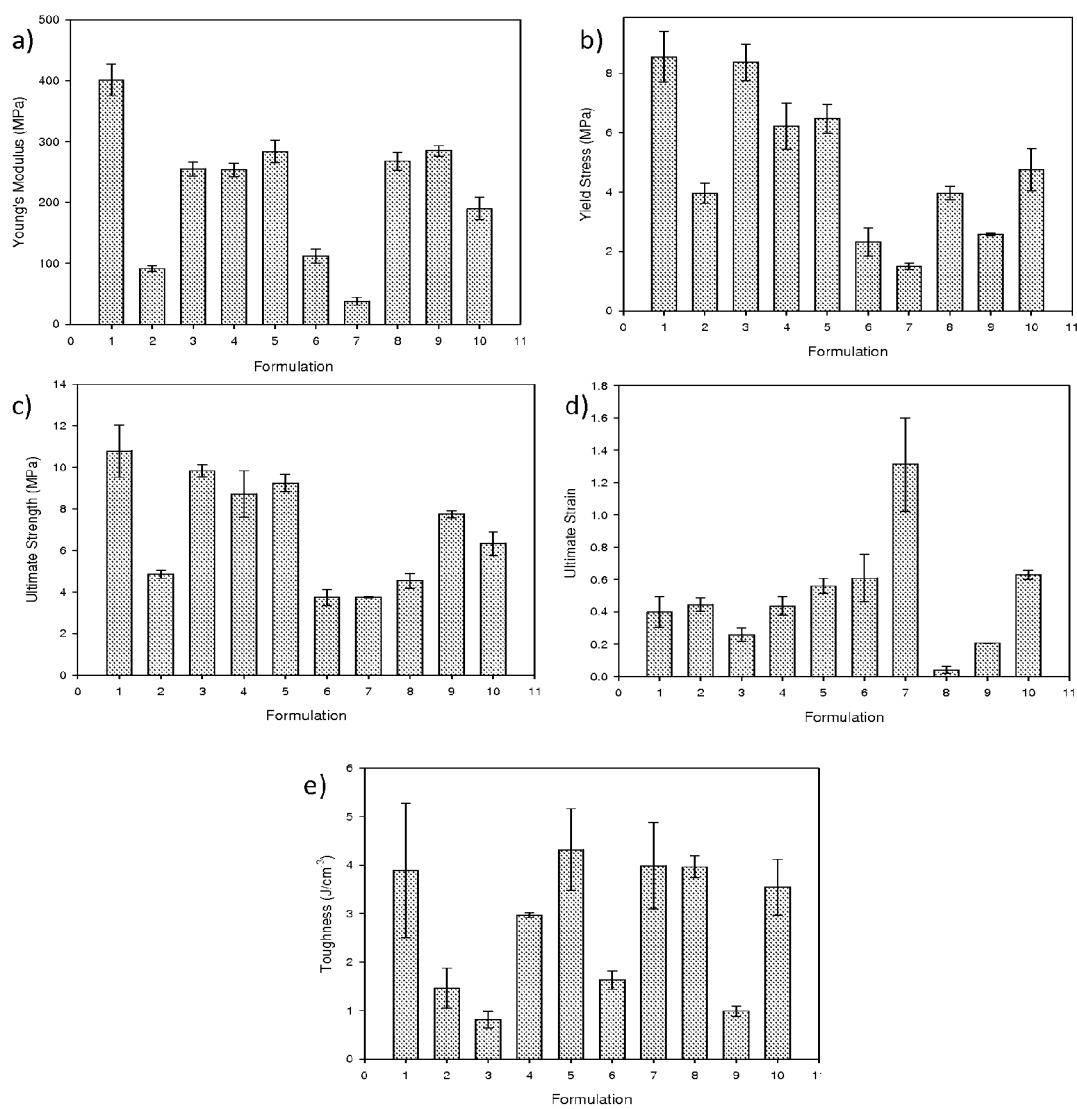 a)
Young's Modulus (MPa)
500
400
300
200
100
0
0 1 2 3 4 5 6 7 8 9 10 11
Formulation
b)
Yield Stress (MPa)
8
6
4
2
0
0 1 2 3 4 5 6 7 8 9 10 11
Formulation
c)
Ultimate Strength (MPa)
14
12
10
8
6
4
2
0
0 1 2 3 4 5 6 7 8 9 10 11
Formulation
d)
Ultimate Strain
1.8
1.6
1.4
1.2
1.0
0.8
0.6
0.4
0.2
0.0
0 1 2 3 4 5 6 7 8 9 10 11
Formulation
e)
Toughness (J/cm⁻³)
6
5
4
3
2
1
0
0 1 2 3 4 5 6 7 8 9 10 11
Formulation